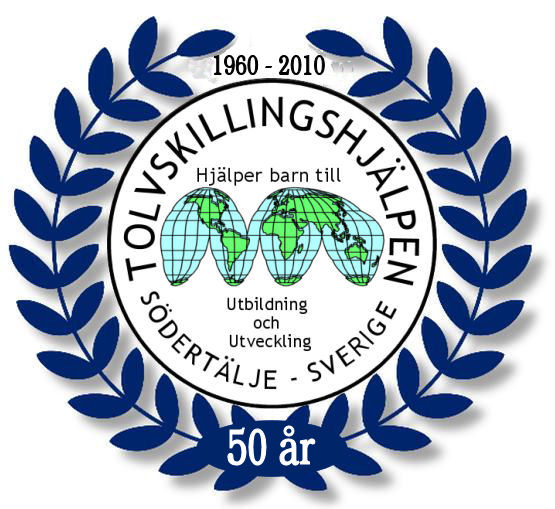 1960 - 2010
TOLVSKILLINGSHJÄLPEN
Hjälper barn till
Utbildning
och
Utveckling
SÖDERTÄLJE - SVERIGE
50 år